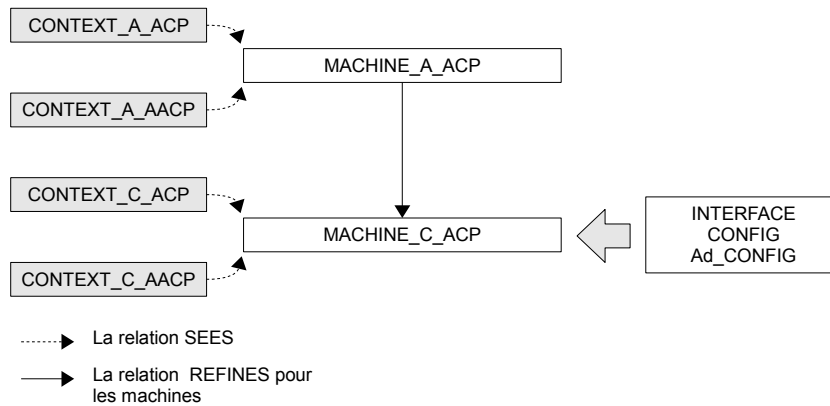 CONTEXT_A_ACP
MACHINE_A_ACP
CONTEXT_A_AACP
CONTEXT_C_ACP
MACHINE_C_ACP
INTERFACE
CONFIG
Ad_CONFIG
CONTEXT_C_AACP
La relation SEES
La relation REFINES pour
les machines